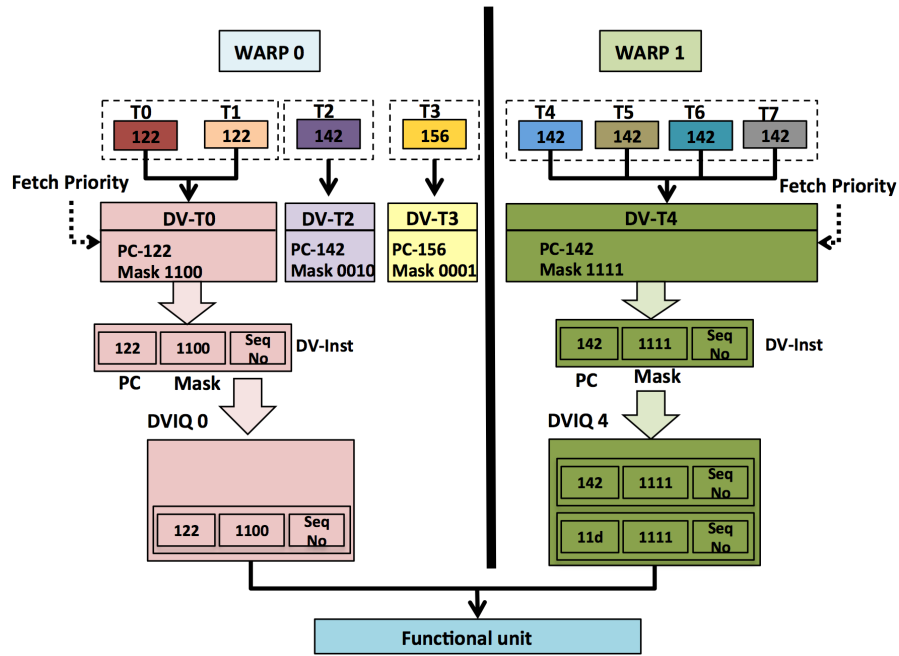 WARP 0
WARP 1
T0
T1
T2
T3
122
122
142
156
T4
T5
T6
T7
142
142
142
142
Fetch Priority
Fetch Priority
DV-T0
PC-122
Mask 1100
DV-T2
PC-142
Mask 0010
DV-T3
PC-156
Mask 0001
DV-T4
PC-142
Mask 1111
122
1100
Seq
No
DV-Inst
PC
Mask
142
1111
Seq
No
DV-Inst
PC
Mask
DVIQ 0
122
1100
Seq
No
DVIQ 4
142
1111
Seq
No
11d
1111
Seq
No
Functional unit